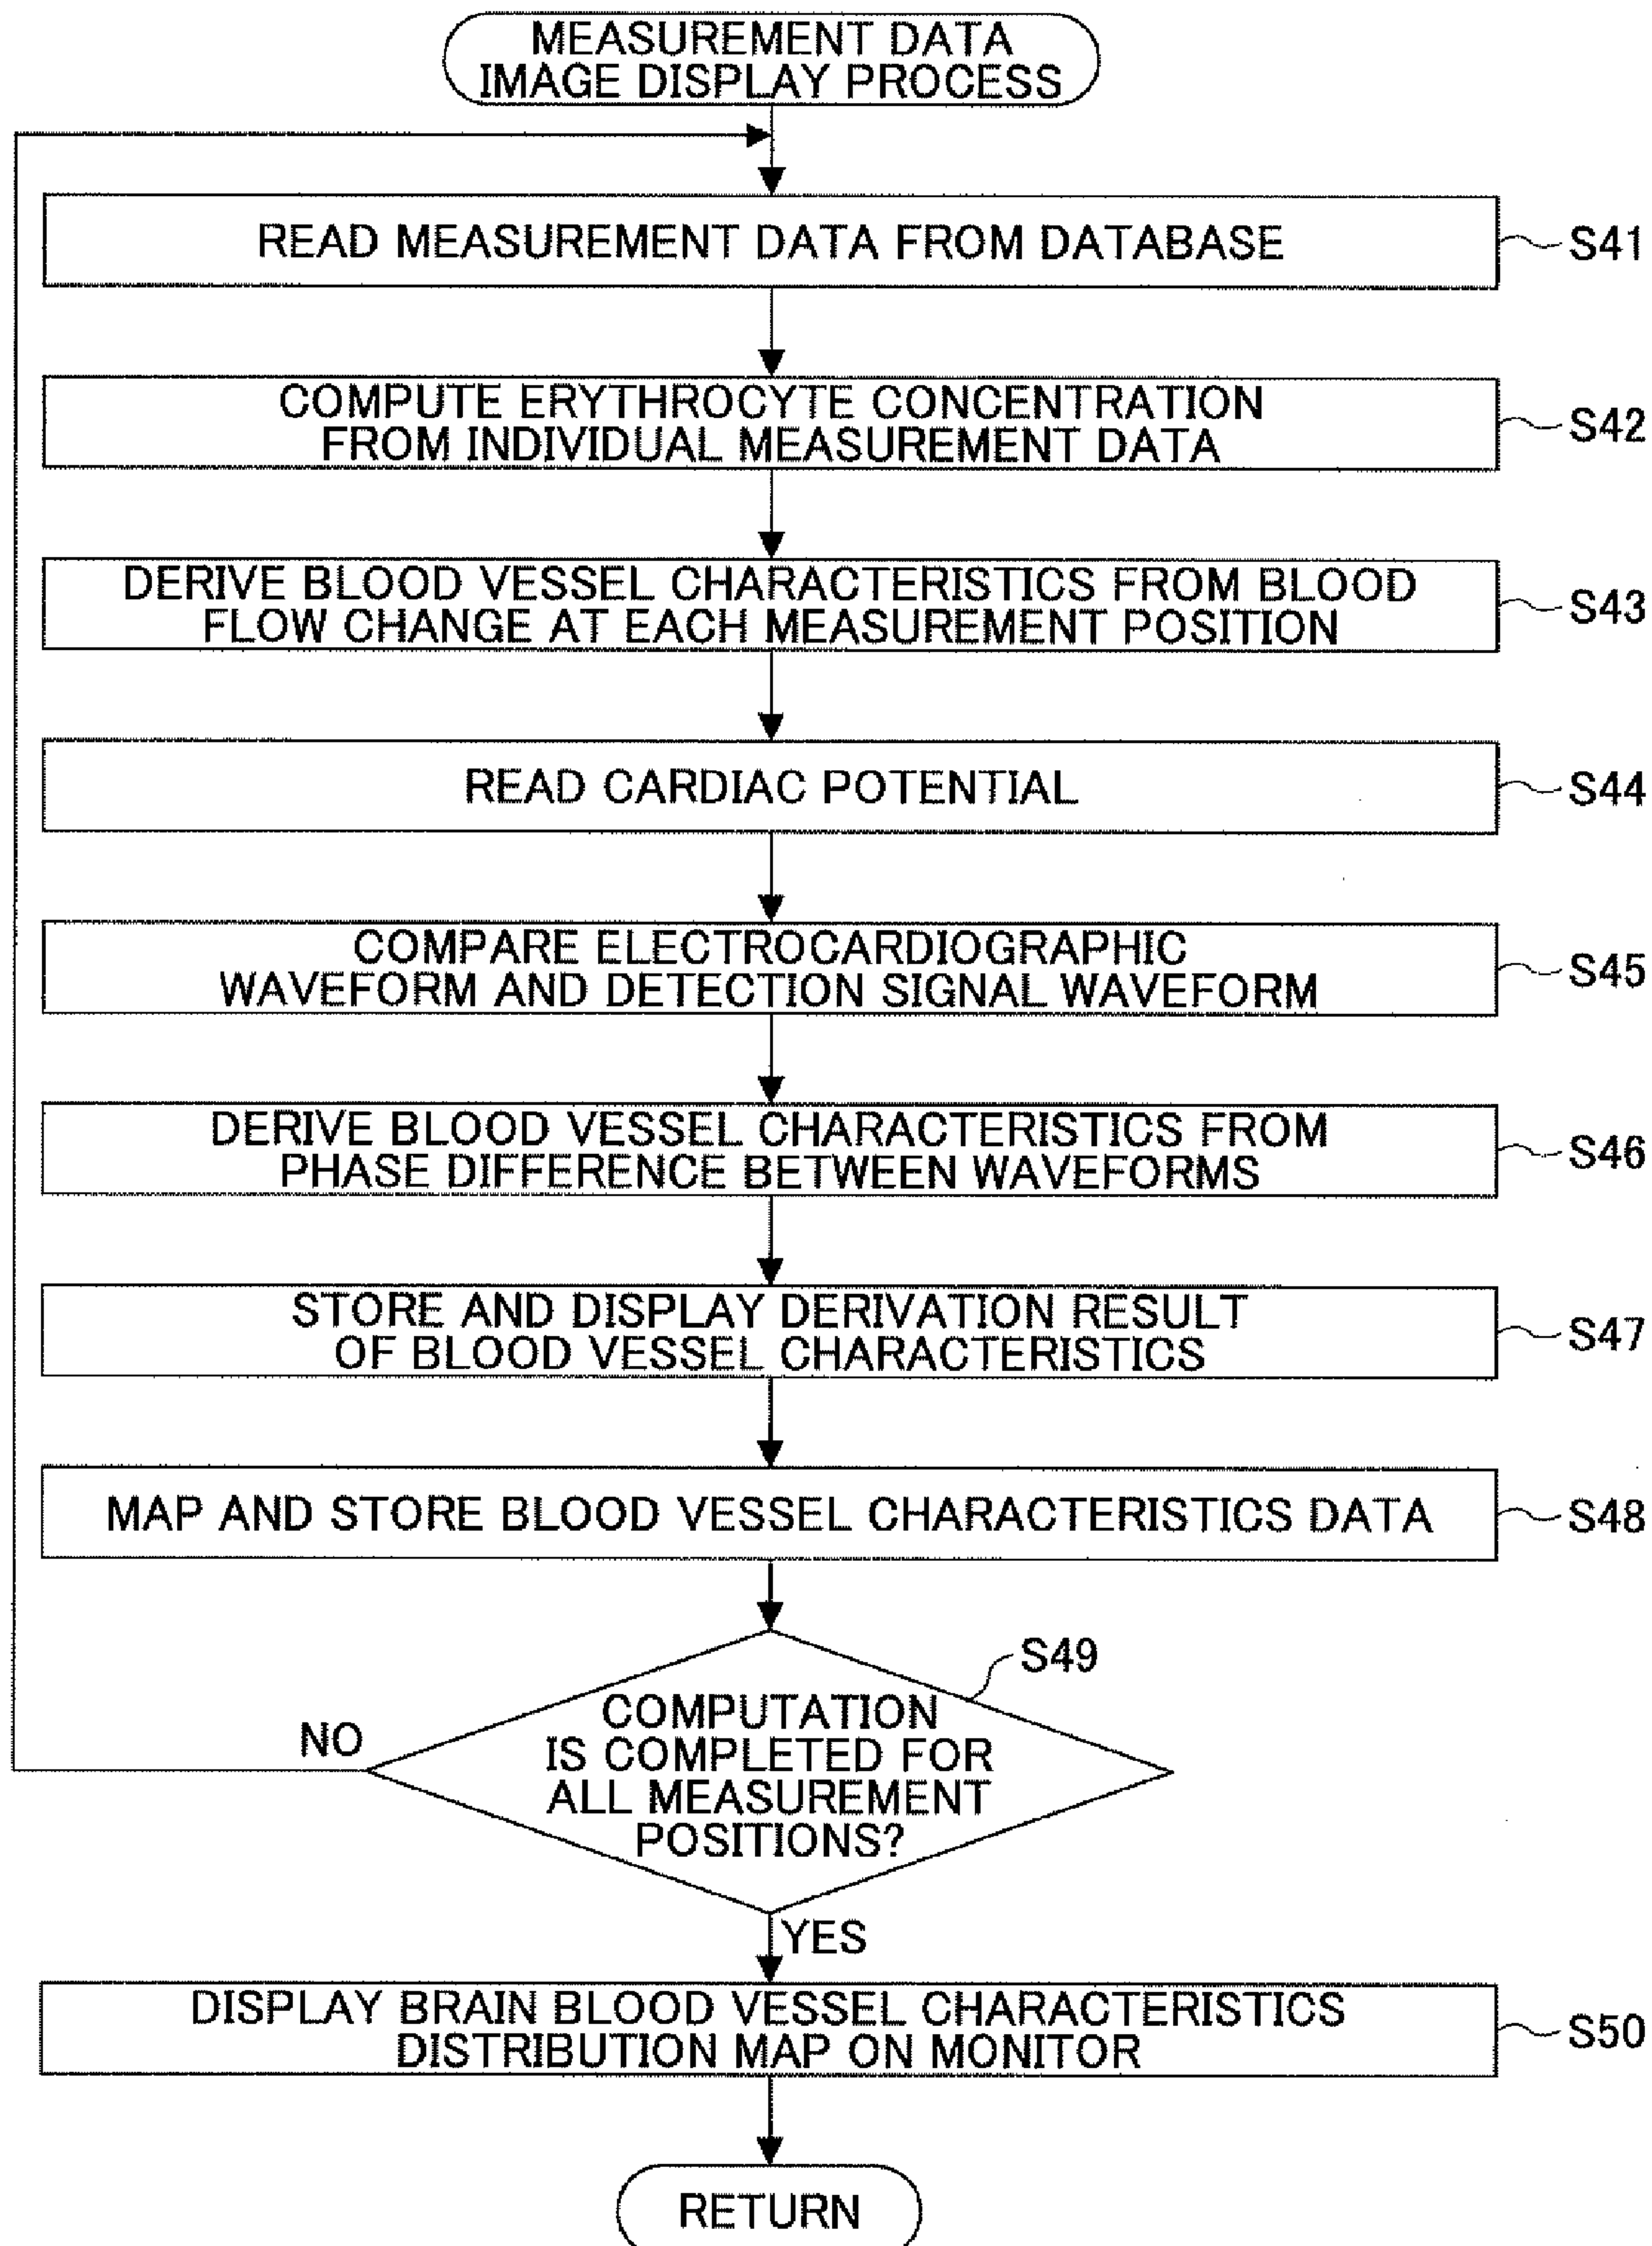 MEASUREMENT DATA
IMAGE DISPLAY PROCESS
READ MEASUREMENT DATA FROM DATABASE
S41
COMPUTE ERYTHROCYTE CONCENTRATION
FROM INDIVIDUAL MEASUREMENT DATA
S42
DERIVE BLOOD VESSEL CHARACTERISTICS FROM BLOOD
FLOW CHANGE AT EACH MEASUREMENT POSITION
S43
READ CARDIAC POTENTIAL
S44
COMPARE ELECTROCARDIOGRAPHIC
WAVEFORM AND DETECTION SIGNAL WAVEFORM
S45
DERIVE BLOOD VESSEL CHARACTERISTICS FROM
PHASE DIFFERENCE BETWEEN WAVEFORMS
S46
STORE AND DISPLAY DERIVATION RESULT
OF BLOOD VESSEL CHARACTERISTICS
S47
MAP AND STORE BLOOD VESSEL CHARACTERISTICS DATA
S48
S49
COMPUTATION
IS COMPLETED FOR
ALL MEASUREMENT
POSITIONS?
NO
YES
DISPLAY BRAIN BLOOD VESSEL CHARACTERISTICS
DISTRIBUTION MAP ON MONITOR
S50
RETURN